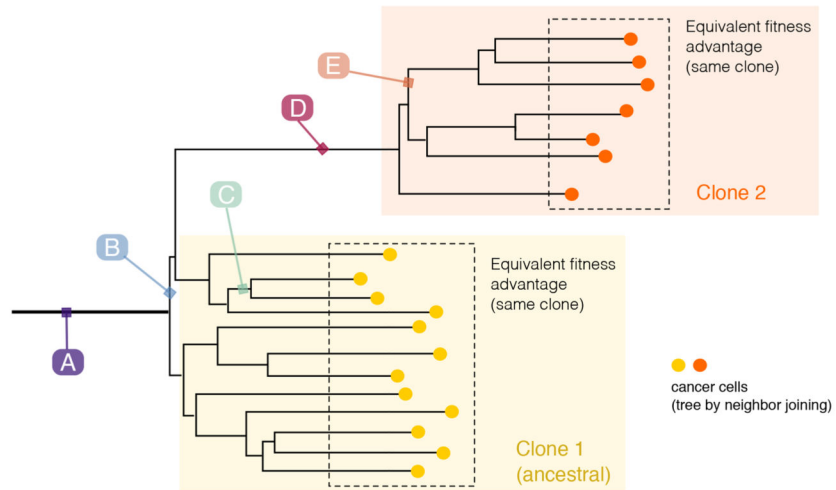 Equivalent fitness
advantage
(same clone)
E
D
Clone 2
C
B
Equivalent fitness
advantage
(same clone)
A
cancer cells
(tree by neighbor joining)
Clone 1
(ancestral)